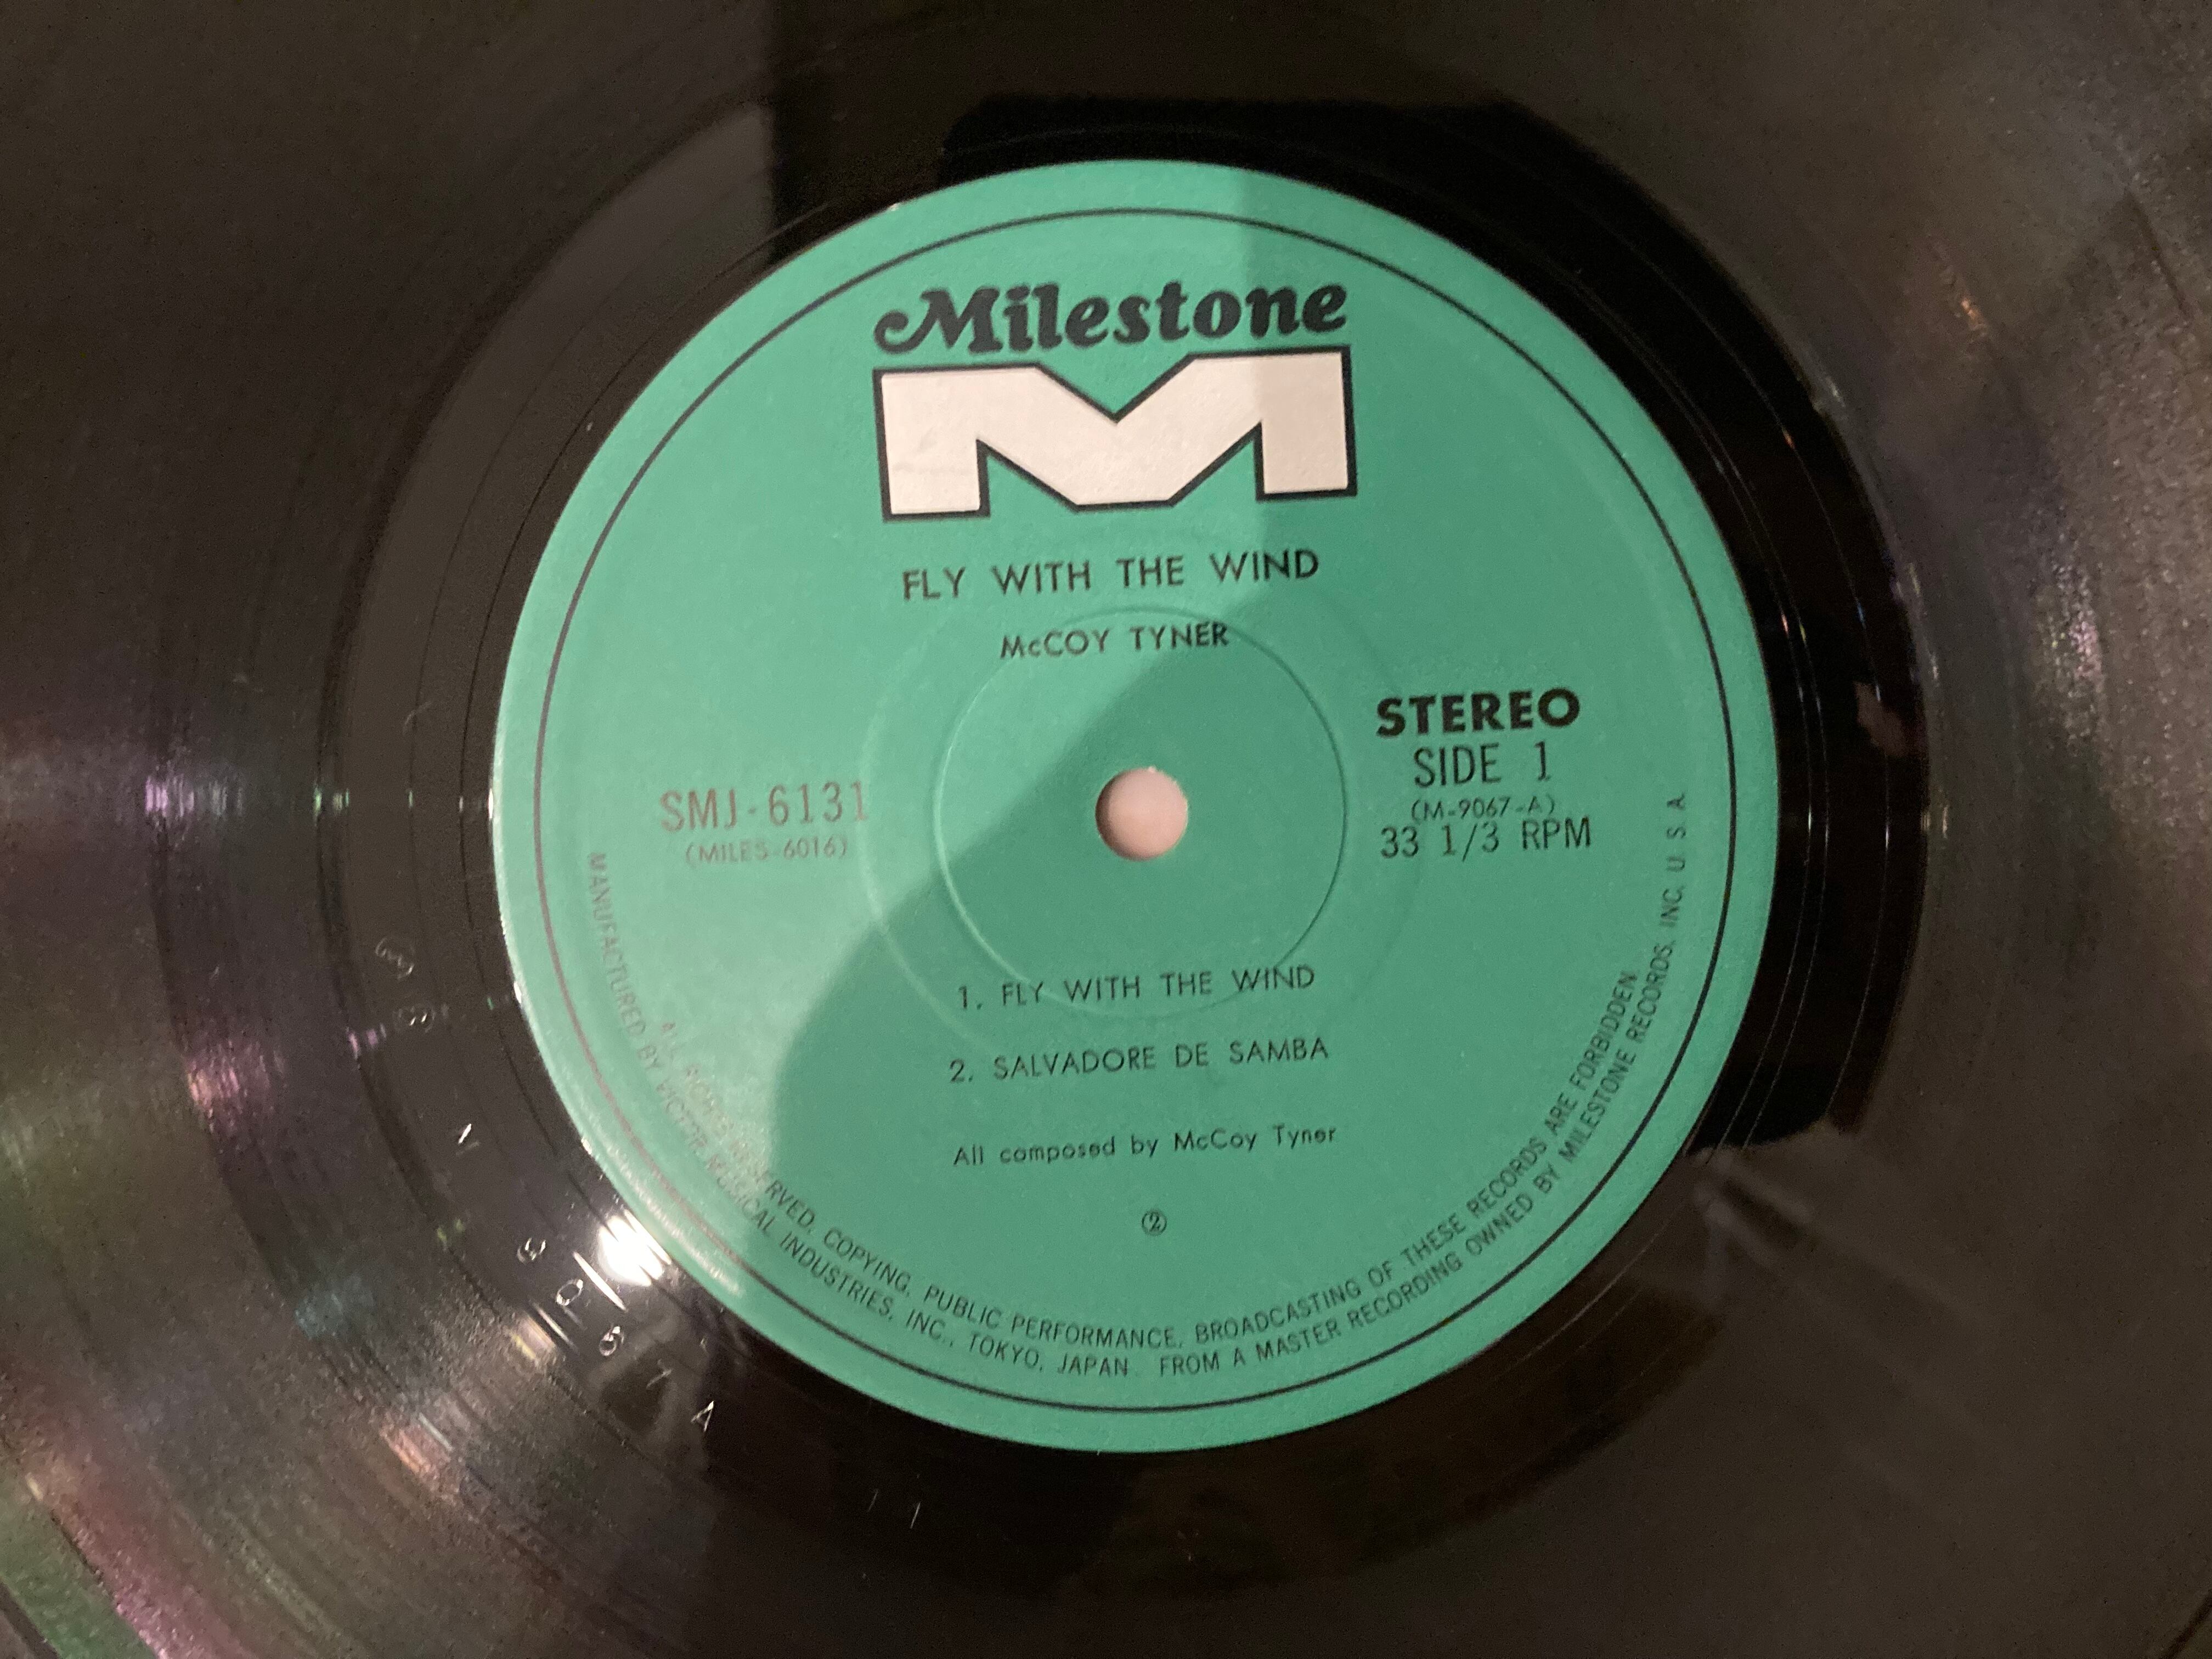 Milestone
M
FLY WITH THE WIND
McCOY TYNER
STEREO
SIDE 1
(M-9067-A)
33 1/3 RPM
SMJ-6131
(MILES-6016)
1. FLY WITH THE WIND
2. SALVADORE DE SAMBA
All composed by McCoy Tyner
②
ALL RIGHTS RESERVED. COPYING, PUBLIC PERFORMANCE, BROADCASTING OF THESE RECORDS ARE FORBIDDEN.
MANUFACTURED BY VICTOR MUSICAL INDUSTRIES, INC., TOKYO, JAPAN. FROM A MASTER RECORDING OWNED BY MILESTONE RECORDS, INC. U.S.A.